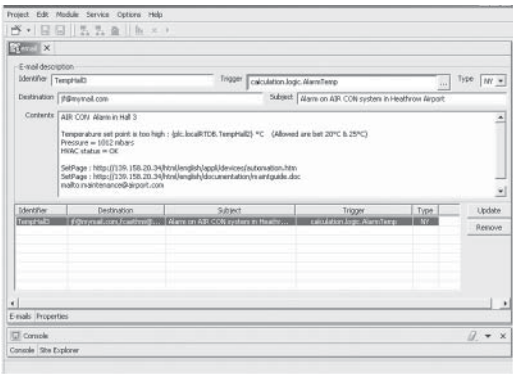 Project Edit Module Service Options Help
email
E-mail description
Identifier TempHall3 Trigger calculation.logic.AlarmTemp ... Type NY
Destination jf@mymail.com Subject Alarm on AIR CON system in Heathrow Airport
Contents AIR CON Alarm in Hall 3
Temperature set point is too high : {plc.localRTDB.TempHall2} °C (Allowed are bet 20°C & 25°C)
Pressure = 1012 mbars
HVAC status = OK
SetPage : http://139.158.20.34/html/english/appli/devices/automation.htm
SetPage : http://139.158.20.34/html/english/documentation/maintguide.doc
mailto:maintenance@airport.com
Identifier Destination Subject Trigger Type Update
TempHall3 jf@mymail.com, Alarm on AIR CON system in Heathr... calculation.logic.AlarmTemp NY
Remove
E-mails Properties
Console
Console Site Explorer